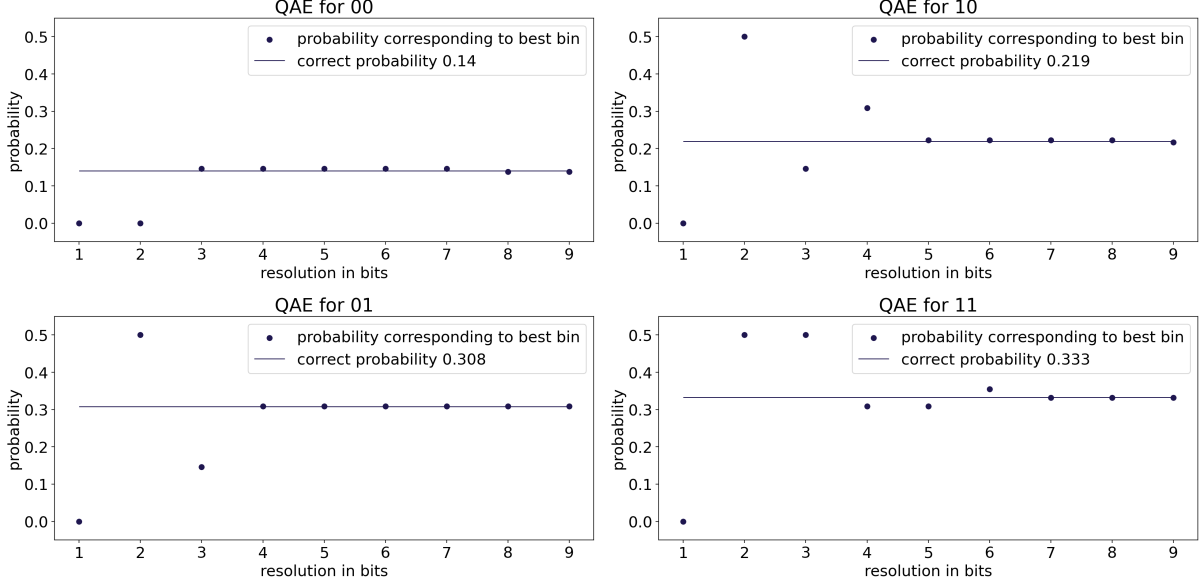 QAE for 00
probability corresponding to best bin
correct probability 0.14
probability
0.5
0.4
0.3
0.2
0.1
0.0
1 2 3 4 5 6 7 8 9
resolution in bits
QAE for 10
probability corresponding to best bin
correct probability 0.219
probability
0.5
0.4
0.3
0.2
0.1
0.0
1 2 3 4 5 6 7 8 9
resolution in bits
QAE for 01
probability corresponding to best bin
correct probability 0.308
probability
0.5
0.4
0.3
0.2
0.1
0.0
1 2 3 4 5 6 7 8 9
resolution in bits
QAE for 11
probability corresponding to best bin
correct probability 0.333
probability
0.5
0.4
0.3
0.2
0.1
0.0
1 2 3 4 5 6 7 8 9
resolution in bits